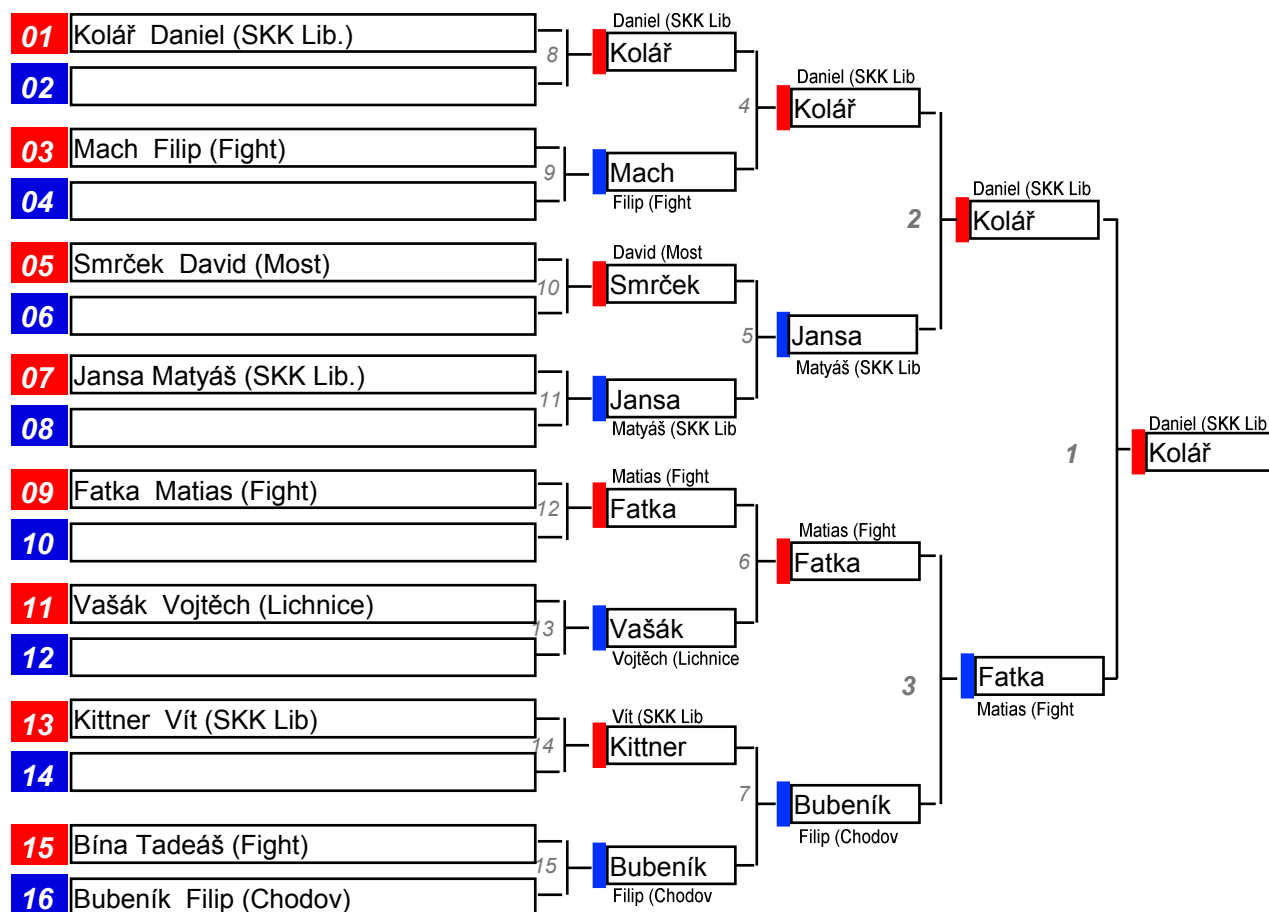 01 Kolář  Daniel (SKK Lib.)
02
03 Mach  Filip (Fight)
04
05 Smrček  David (Most)
06
07 Jansa Matyáš (SKK Lib.)
08
09 Fatka  Matias (Fight)
10
11 Vašák  Vojtěch (Lichnice)
12
13 Kittner  Vít (SKK Lib)
14
15 Bína Tadeáš (Fight)
16 Bubeník  Filip (Chodov)
8
9
10
11
12
13
14
15
Daniel (SKK Lib
Kolář
Mach
Filip (Fight
David (Most
Smrček
Jansa
Matyáš (SKK Lib
Matias (Fight
Fatka
Vašák
Vojtěch (Lichnice
Vít (SKK Lib
Kittner
Bubeník
Filip (Chodov
4
5
6
7
Daniel (SKK Lib
Kolář
Jansa
Matyáš (SKK Lib
Matias (Fight
Fatka
Bubeník
Filip (Chodov
2
3
Daniel (SKK Lib
Kolář
Fatka
Matias (Fight
1
Daniel (SKK Lib
Kolář